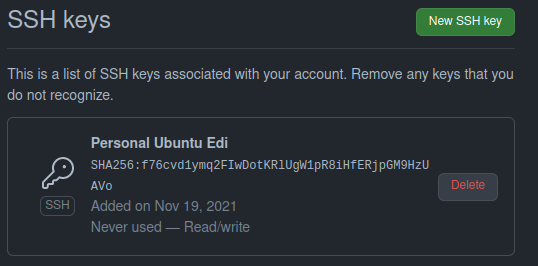 SSH keys
New SSH key
This is a list of SSH keys associated with your account. Remove any keys that you
do not recognize.
Personal Ubuntu Edi
SHA256:f76cvd1ymq2FIwDotKRlUgW1pR8iHfERjpGM9HzU
AVo
SSH
Added on Nov 19, 2021
Never used — Read/write
Delete